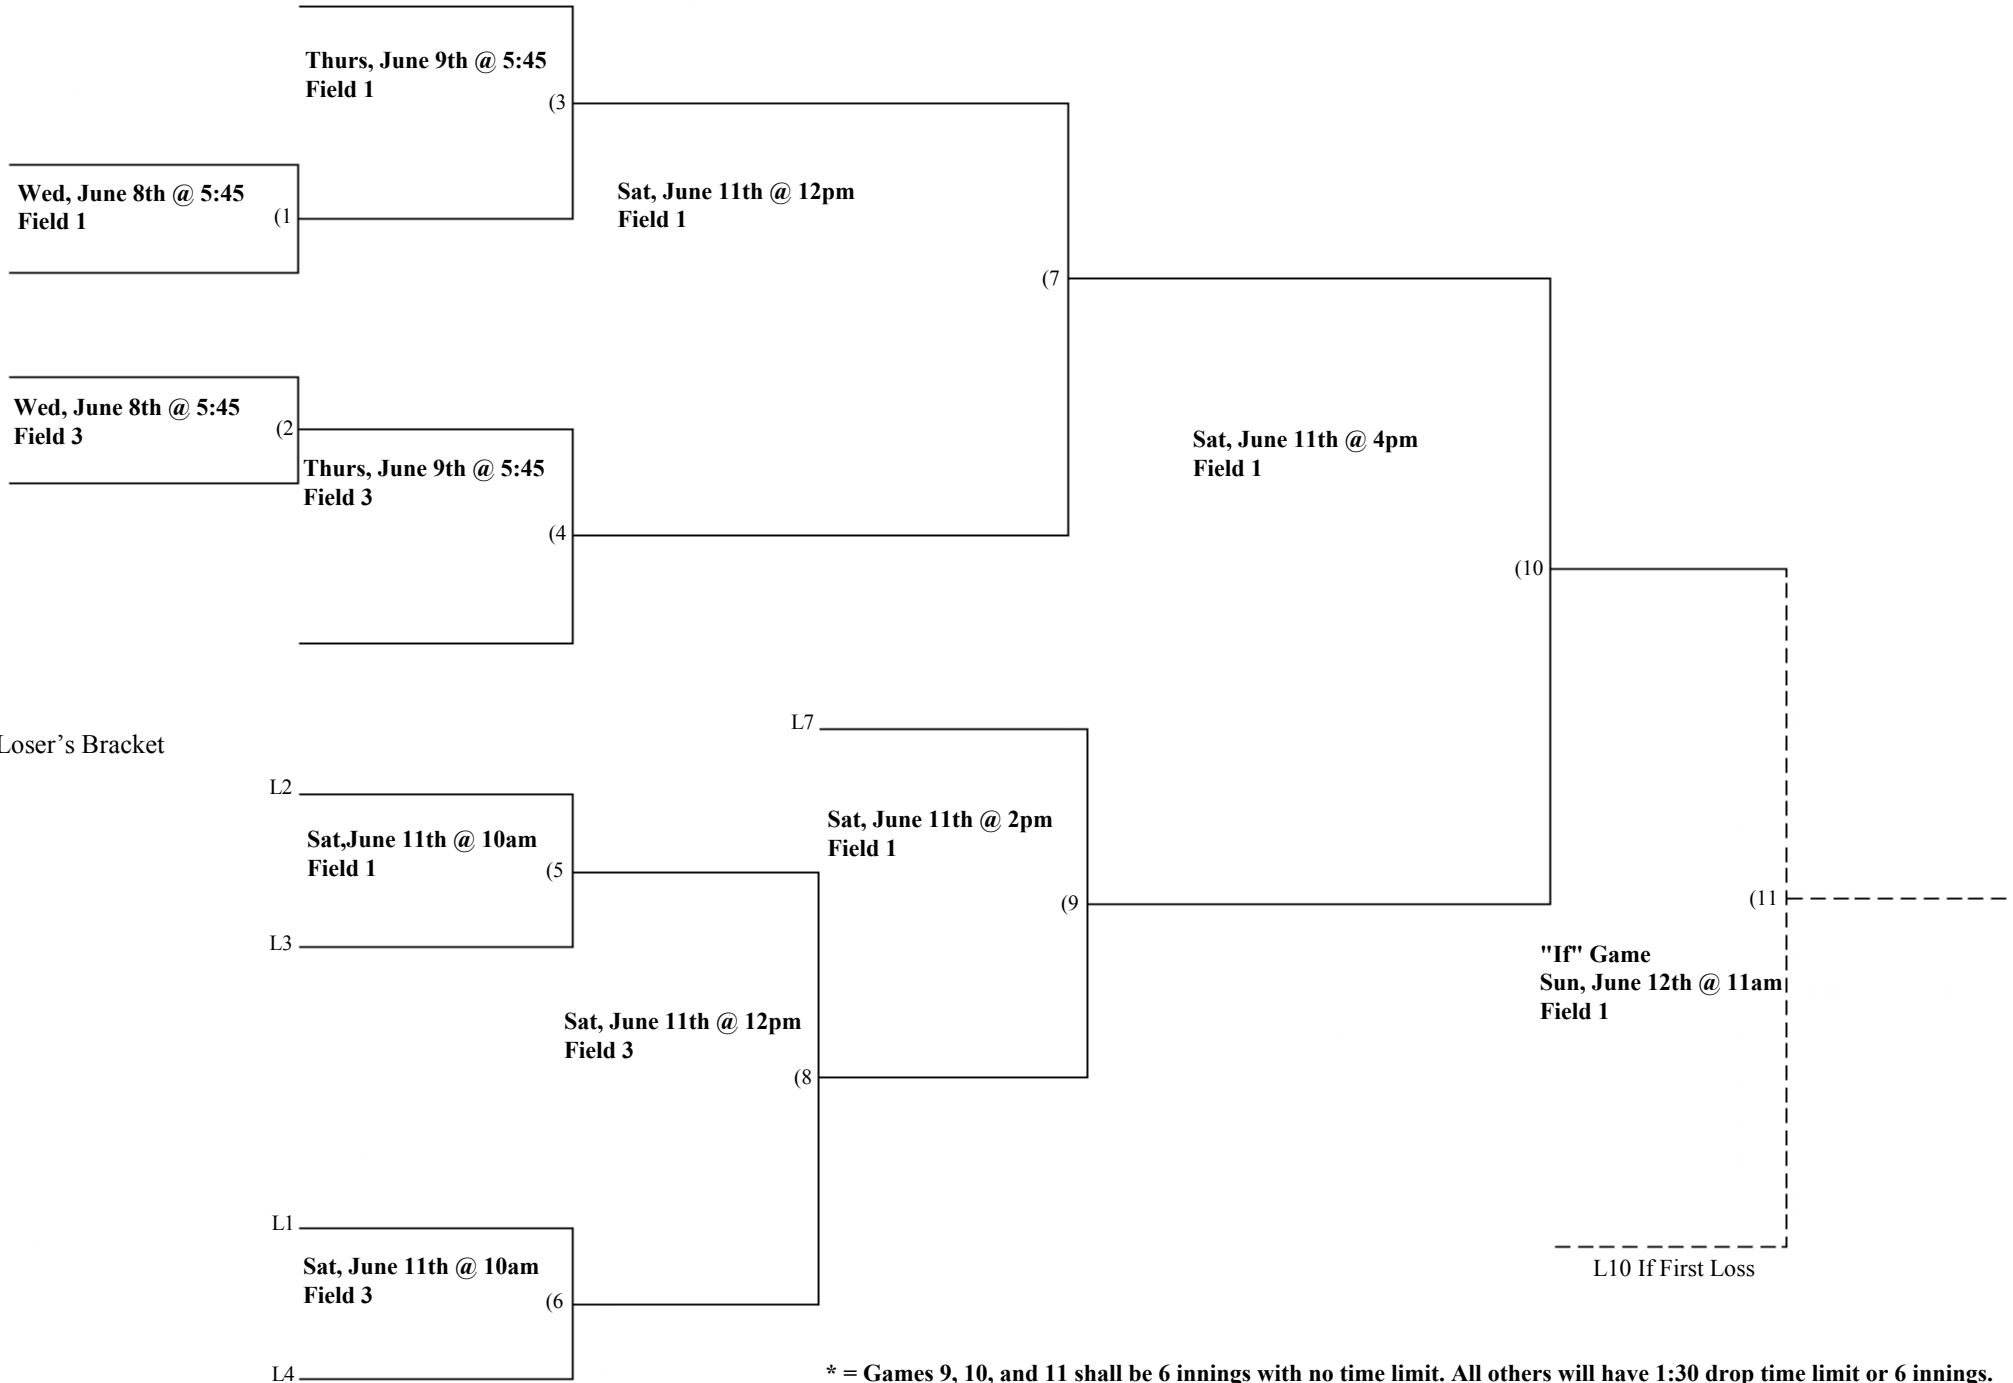 Thurs, June 9th @ 5:45
Field 1
(3
Wed, June 8th @ 5:45
Field 1
(1
Sat, June 11th @ 12pm
Field 1
(7
Wed, June 8th @ 5:45
Field 3
(2
Thurs, June 9th @ 5:45
Field 3
(4
Sat, June 11th @ 4pm
Field 1
(10
Loser’s Bracket
L7
L2
Sat,June 11th @ 10am
Field 1
(5
L3
Sat, June 11th @ 2pm
Field 1
(9
(11
"If" Game
Sun, June 12th @ 11am
Field 1
Sat, June 11th @ 12pm
Field 3
(8
L1
Sat, June 11th @ 10am
Field 3
(6
L4
L10 If First Loss
* = Games 9, 10, and 11 shall be 6 innings with no time limit. All others will have 1:30 drop time limit or 6 innings.